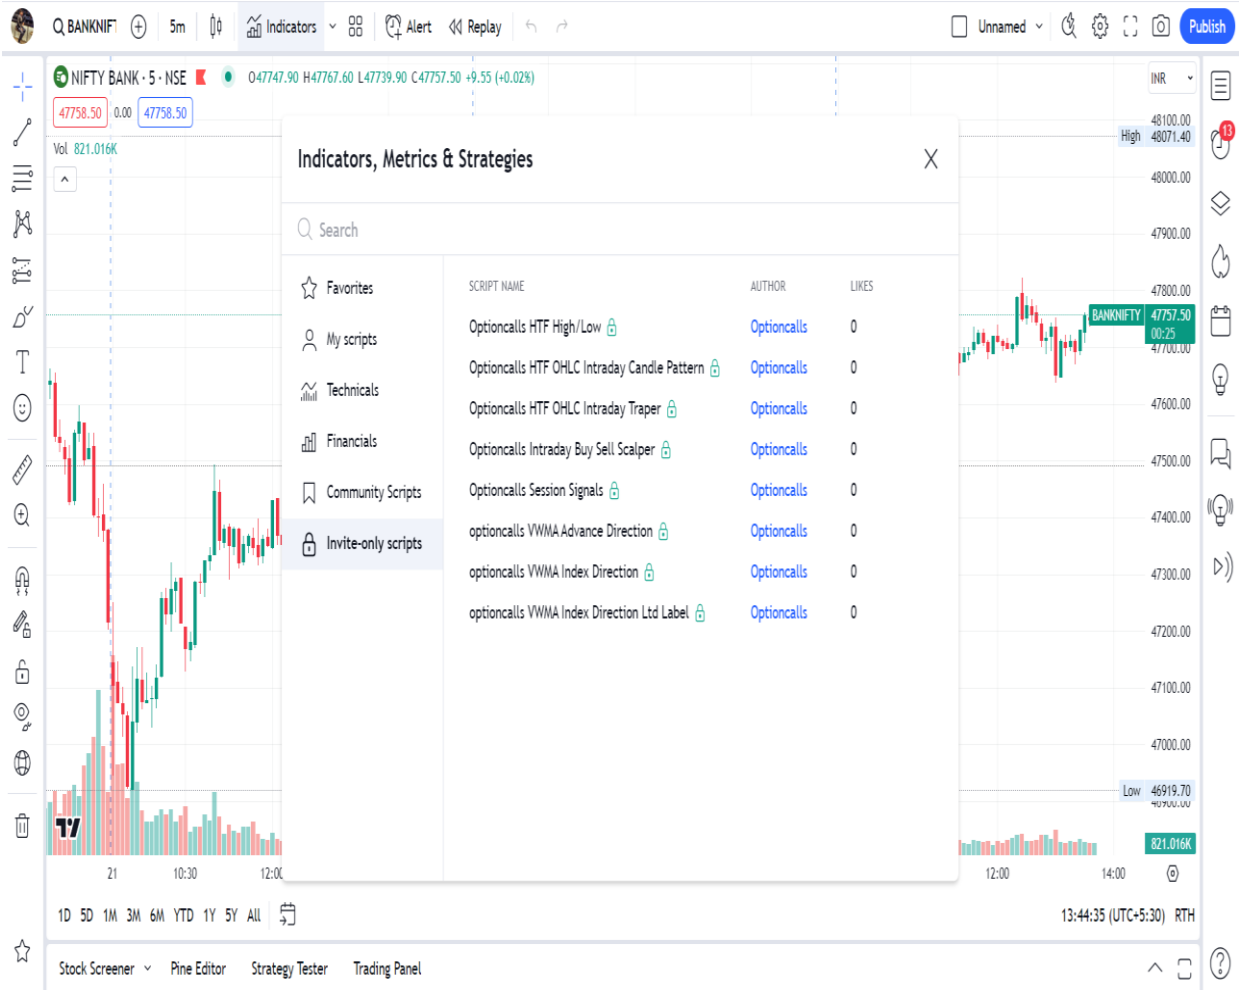 BANKNIFT 5m Indicators Alert Replay Unnamed Publish
NIFTY BANK · 5 · NSE O47747.90 H47767.60 L47739.90 C47757.50 +9.55 (+0.02%) INR
47758.50 0.00 47758.50
Vol 821.016K
Indicators, Metrics & Strategies
Search
Favorites
My scripts
Technicals
Financials
Community Scripts
Invite-only scripts
SCRIPT NAME AUTHOR LIKES
Optioncalls HTF High/Low Optioncalls 0
Optioncalls HTF OHLC Intraday Candle Pattern Optioncalls 0
Optioncalls HTF OHLC Intraday Traper Optioncalls 0
Optioncalls Intraday Buy Sell Scalper Optioncalls 0
Optioncalls Session Signals Optioncalls 0
optioncalls VWMA Advance Direction Optioncalls 0
optioncalls VWMA Index Direction Optioncalls 0
optioncalls VWMA Index Direction Ltd Label Optioncalls 0
48100.00
High 48071.40
48000.00
47900.00
47800.00
BANKNIFTY 47757.50
00:25
47700.00
47600.00
47500.00
47400.00
47300.00
47200.00
47100.00
47000.00
Low 46919.70
46900.00
821.016K
13
21 10:30 12:00 12:00 14:00
1D 5D 1M 3M 6M YTD 1Y 5Y All 13:44:35 (UTC+5:30) RTH
Stock Screener Pine Editor Strategy Tester Trading Panel